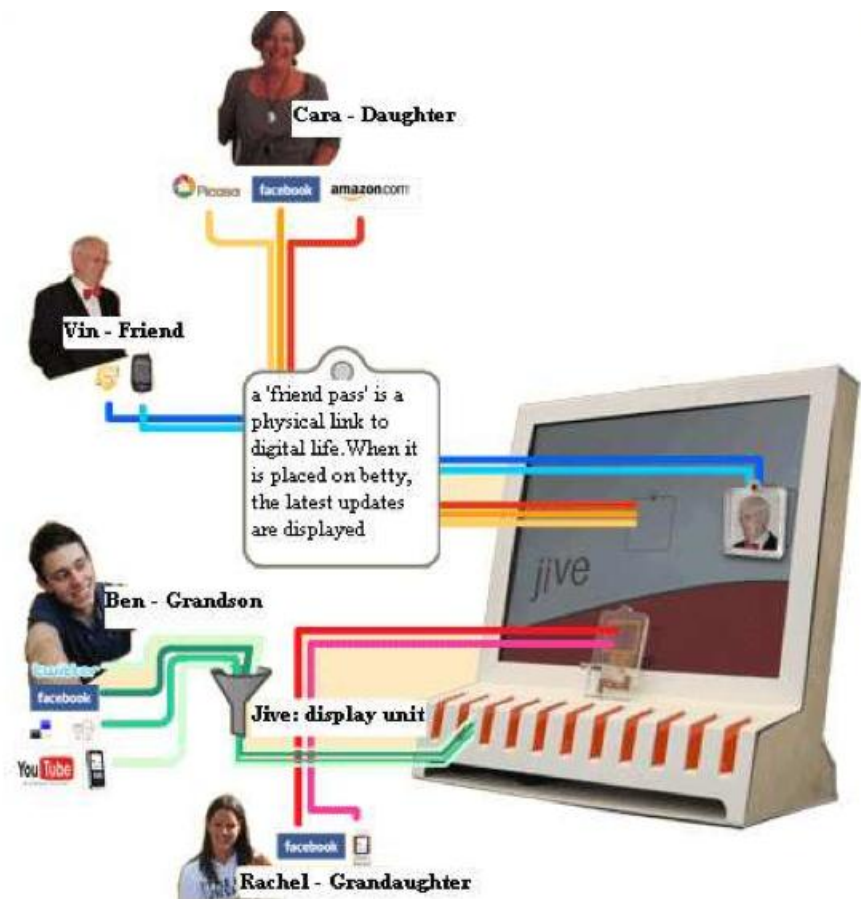 Cara - Daughter
Picasa facebook amazon.com
Vin - Friend
a 'friend pass' is a
physical link to
digital life.When it
is placed on betty,
the latest updates
are displayed
jive
Ben - Grandson
twitter
facebook
You Tube
Jive: display unit
facebook
Rachel - Grandaughter